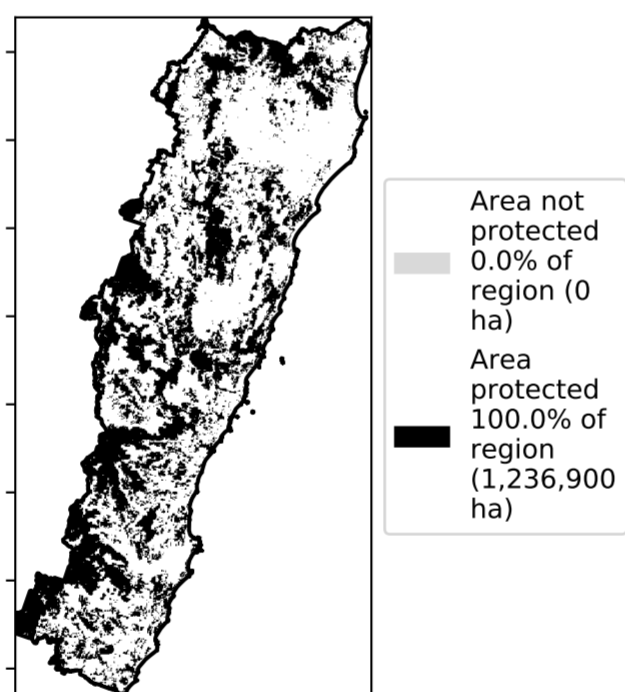 Area not
protected
0.0% of
region (0
ha)
Area
protected
100.0% of
region
(1,236,900
ha)